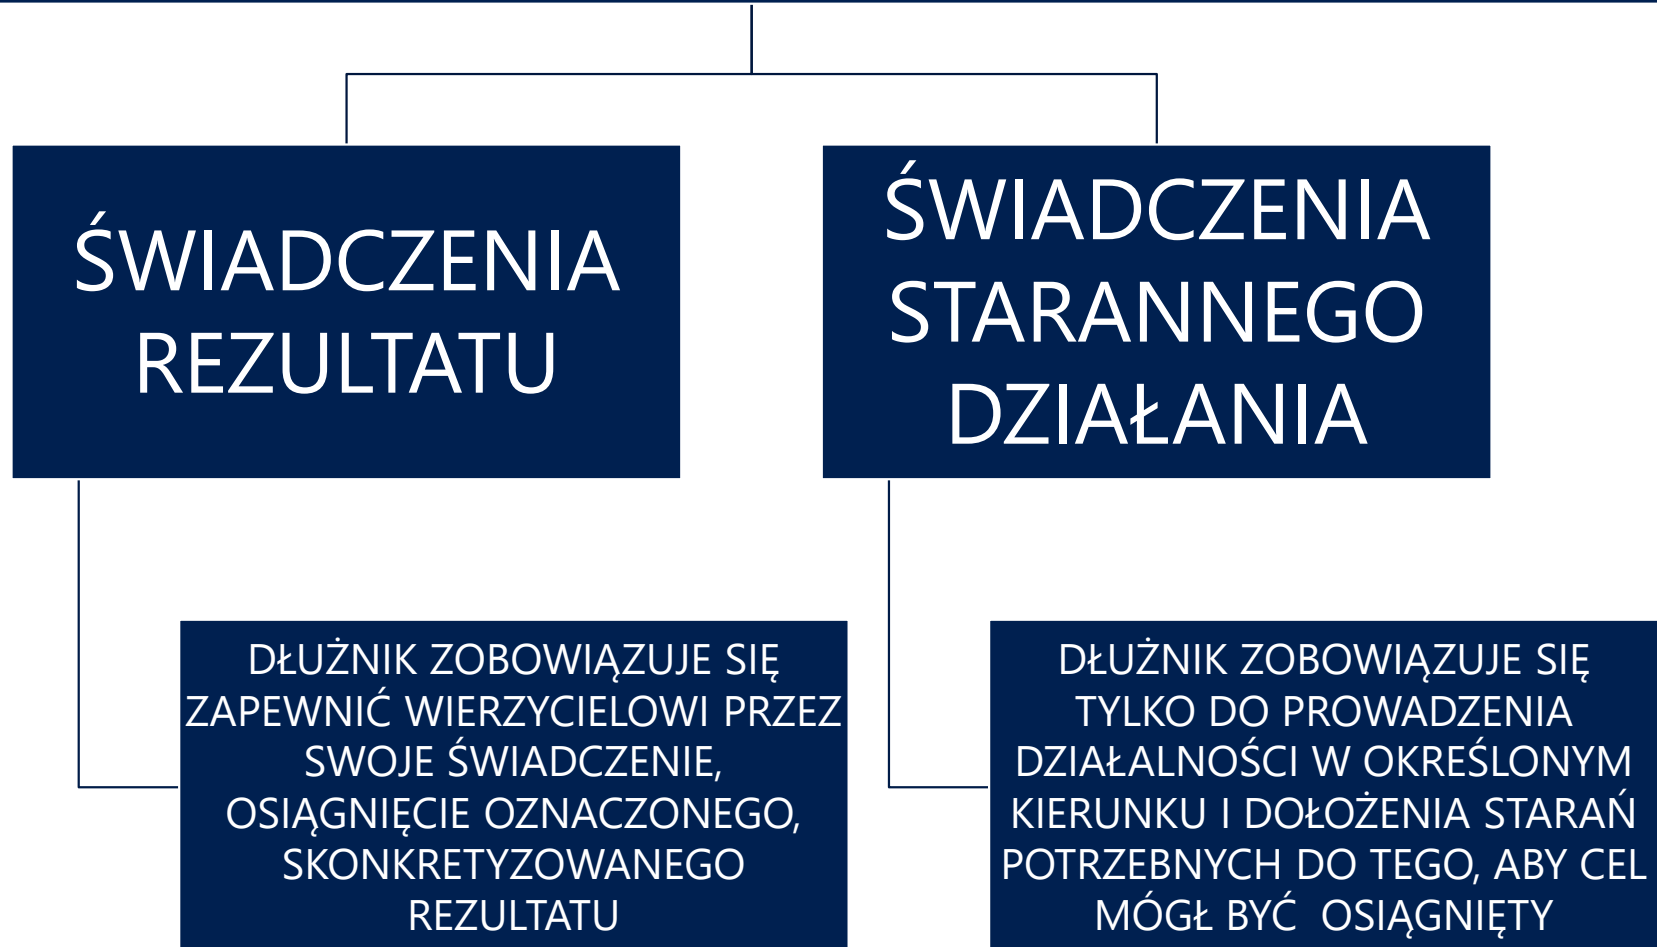 ŚWIADCZENIA
REZULTATU
ŚWIADCZENIA
STARANNEGO
DZIAŁANIA
DŁUŻNIK ZOBOWIĄZUJE SIĘ
ZAPEWNIĆ WIERZYCIELOWI PRZEZ
SWOJE ŚWIADCZENIE,
OSIĄGNIĘCIE OZNACZONEGO,
SKONKRETYZOWANEGO
REZULTATU
DŁUŻNIK ZOBOWIĄZUJE SIĘ
TYLKO DO PROWADZENIA
DZIAŁALNOŚCI W OKREŚLONYM
KIERUNKU I DOŁOŻENIA STARAŃ
POTRZEBNYCH DO TEGO, ABY CEL
MÓGŁ BYĆ  OSIĄGNIĘTY